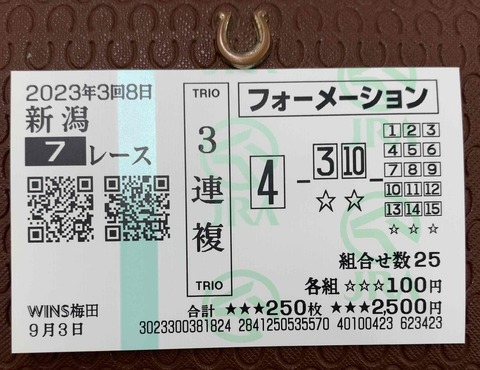 2023年3回8日
新潟
7レース
WINS梅田
9月3日
TRIO
3連複
TRIO
フォーメーション
4-3 10-
☆☆
1 2 3
4 5 6
7 8 9
10 11 12
13 14 15
☆☆☆
組合せ数25
各組 ☆☆☆100円
合計 ★★★250枚 ★★★2,500円
3023300381824 2841250535570 40100423 623423
JRA
JRA
JRA